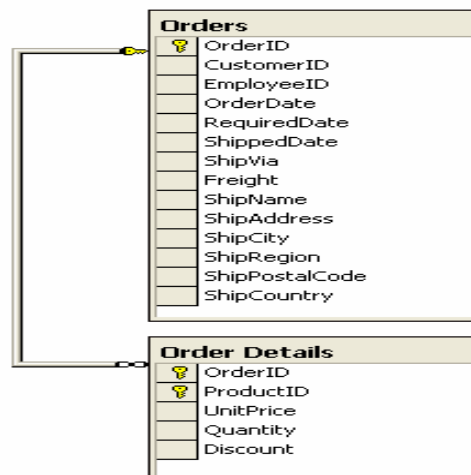 Orders
OrderID
CustomerID
EmployeeID
OrderDate
RequiredDate
ShippedDate
ShipVia
Freight
ShipName
ShipAddress
ShipCity
ShipRegion
ShipPostalCode
ShipCountry
Order Details
OrderID
ProductID
UnitPrice
Quantity
Discount